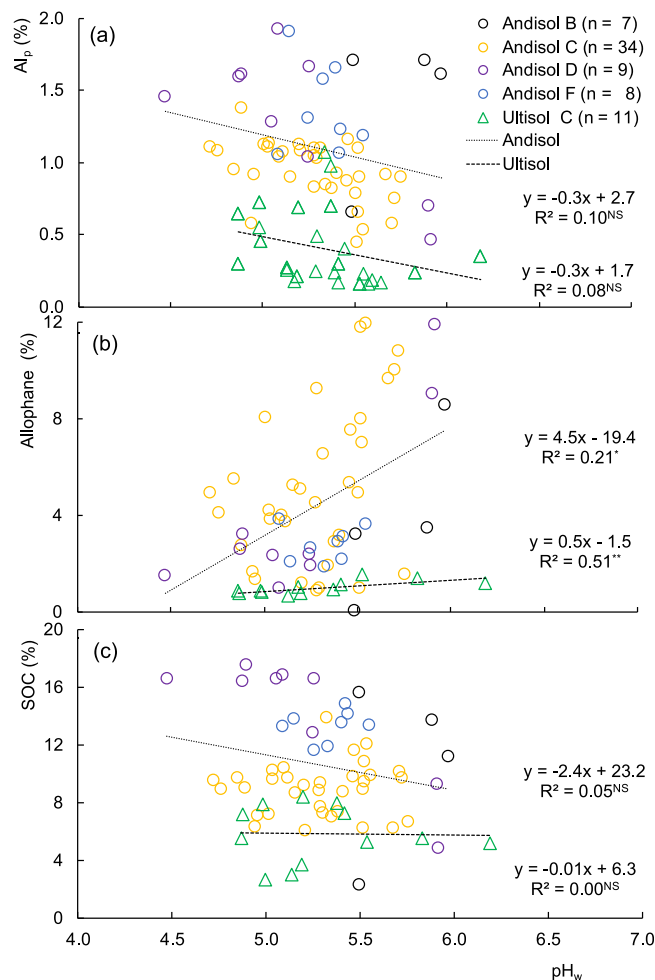 (a)
Al_p (%)
2.0
1.5
1.0
0.5
0.0
Andisol B (n = 7)
Andisol C (n = 34)
Andisol D (n = 9)
Andisol F (n = 8)
Ultisol C (n = 11)
Andisol
Ultisol
y = -0.3x + 2.7
R² = 0.10^NS
y = -0.3x + 1.7
R² = 0.08^NS
(b)
Allophane (%)
12
8
4
0
y = 4.5x - 19.4
R² = 0.21^*
y = 0.5x - 1.5
R² = 0.51^**
(c)
SOC (%)
20
16
12
8
4
0
y = -2.4x + 23.2
R² = 0.05^NS
y = -0.01x + 6.3
R² = 0.00^NS
4.0 4.5 5.0 5.5 6.0 6.5 7.0
pH_w